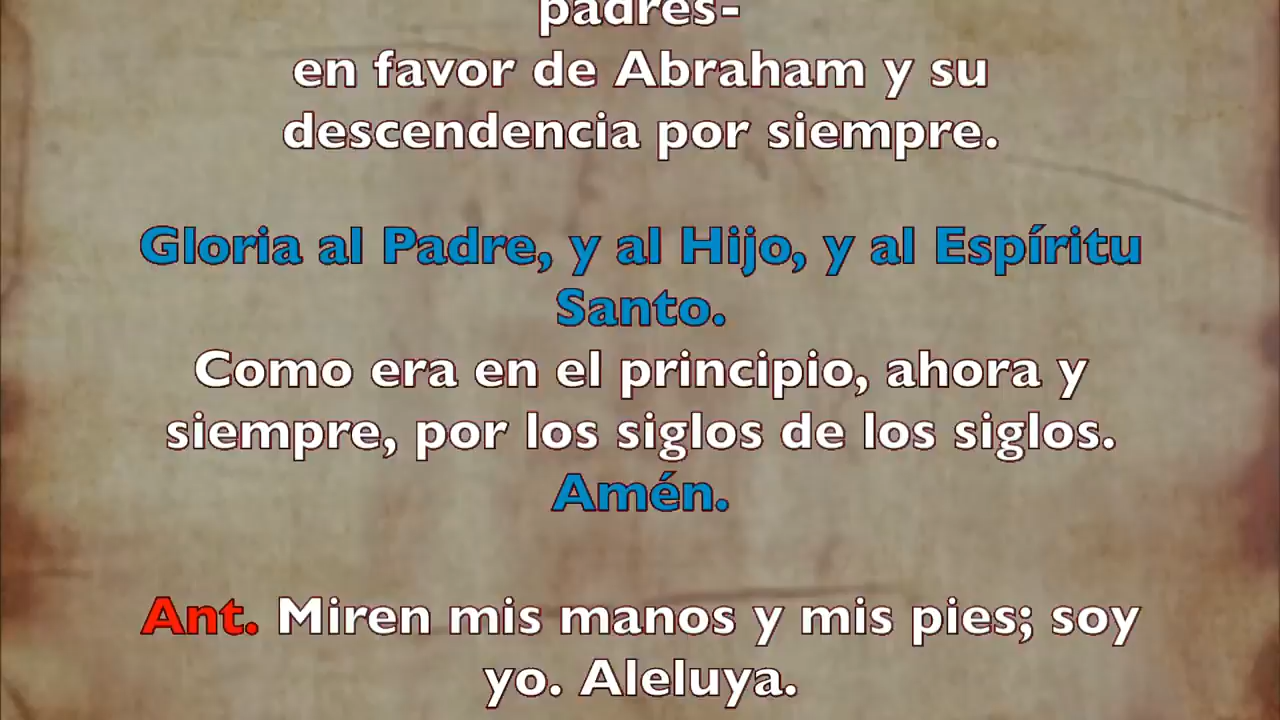 padres-
en favor de Abraham y su
descendencia por siempre.
Gloria al Padre, y al Hijo, y al Espíritu
Santo.
Como era en el principio, ahora y
siempre, por los siglos de los siglos.
Amén.
Ant. Miren mis manos y mis pies; soy
yo. Aleluya.